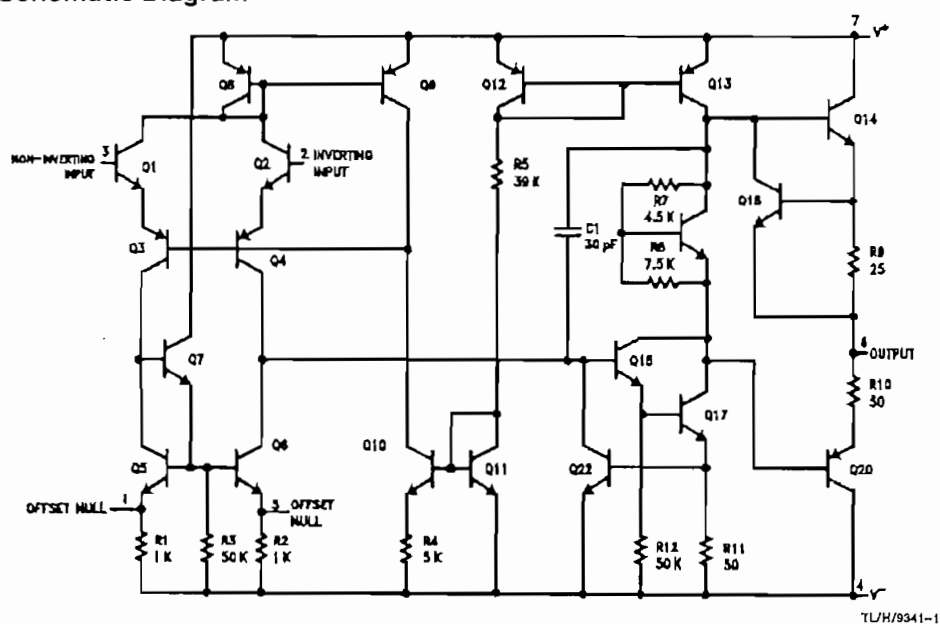 Schematic Diagram
7 V+
Q8
Q9
Q12
Q13
Q14
NON-INVERTING INPUT
3
Q1
Q2
2 INVERTING INPUT
R5
39 K
R7
4.5 K
Q18
Q3
Q4
C1
30 pF
R8
7.5 K
R9
25
Q7
Q16
6 OUTPUT
R10
50
Q5
Q6
Q10
Q11
Q17
Q22
Q20
OFFSET NULL
1
5 OFFSET NULL
R1
1 K
R3
50 K
R2
1 K
R4
5 K
R12
50 K
R11
50
4 V-
TL/H/9341-1